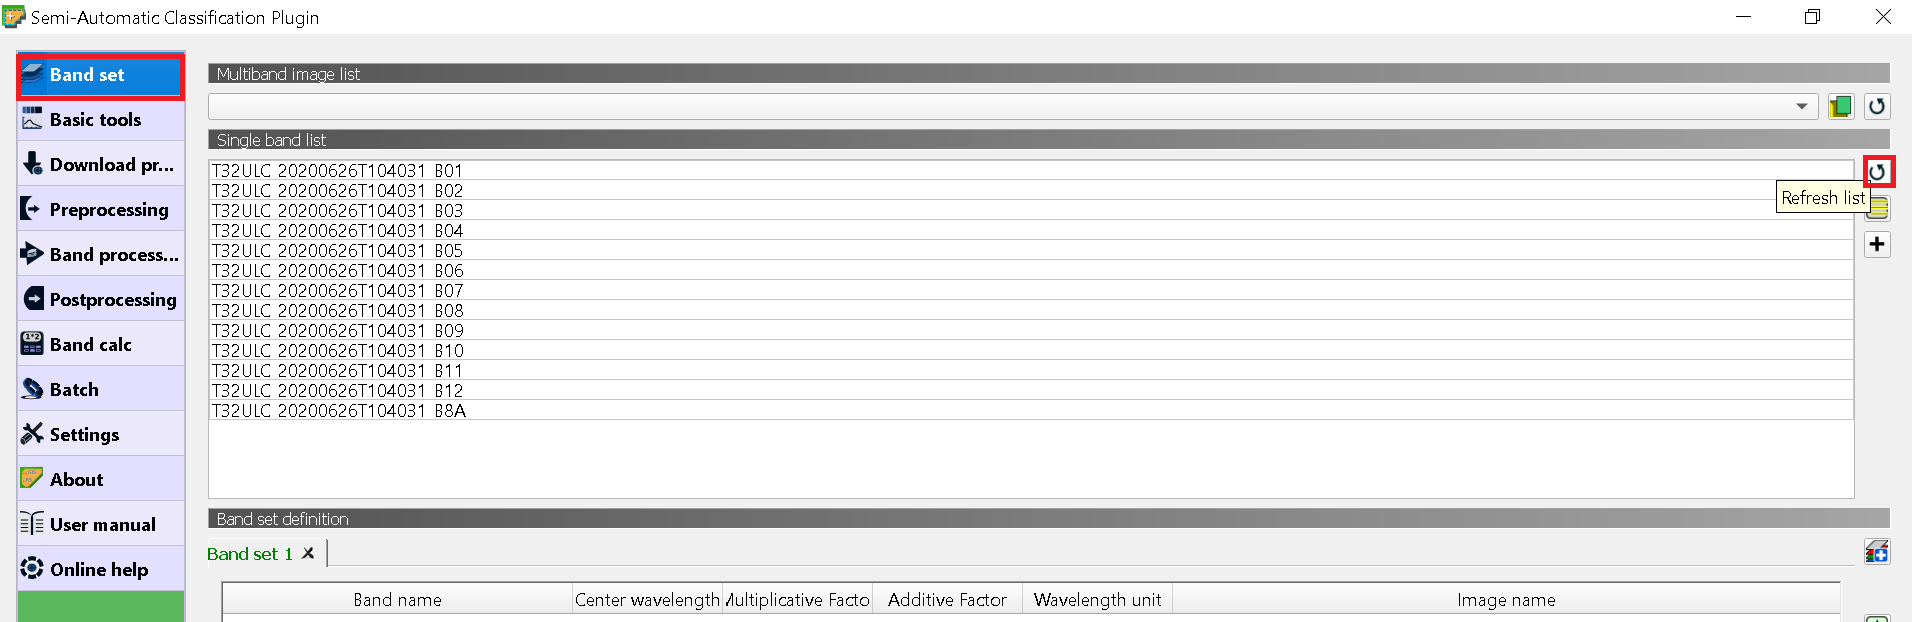 Semi-Automatic Classification Plugin
Band set
Basic tools
Download pr...
Preprocessing
Band process...
Postprocessing
Band calc
Batch
Settings
About
User manual
Online help
Multiband image list
Single band list
T32ULC 20200626T104031 B01
T32ULC 20200626T104031 B02
T32ULC 20200626T104031 B03
T32ULC 20200626T104031 B04
T32ULC 20200626T104031 B05
T32ULC 20200626T104031 B06
T32ULC 20200626T104031 B07
T32ULC 20200626T104031 B08
T32ULC 20200626T104031 B09
T32ULC 20200626T104031 B10
T32ULC 20200626T104031 B11
T32ULC 20200626T104031 B12
T32ULC 20200626T104031 B8A
Refresh list
Band set definition
Band set 1
Band name Center wavelength Multiplicative Facto Additive Factor Wavelength unit Image name